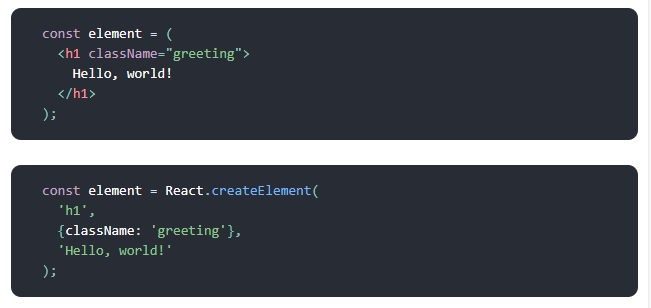 const element = (
  <h1 className="greeting">
    Hello, world!
  </h1>
);
const element = React.createElement(
  'h1',
  {className: 'greeting'},
  'Hello, world!'
);